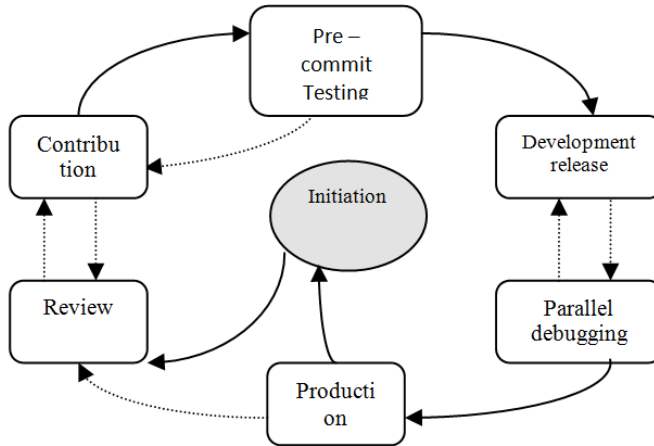 Pre –
commit
Testing
Contribu
tion
Development
release
Initiation
Review
Parallel
debugging
Producti
on